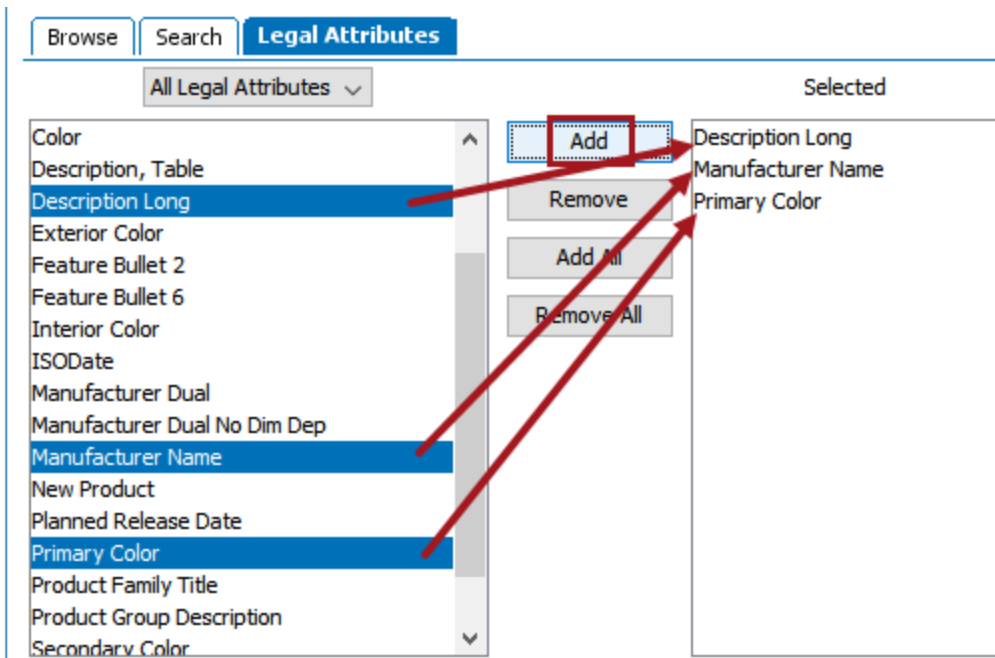 Browse Search Legal Attributes
All Legal Attributes
Selected
Color
Description, Table
Description Long
Exterior Color
Feature Bullet 2
Feature Bullet 6
Interior Color
ISODate
Manufacturer Dual
Manufacturer Dual No Dim Dep
Manufacturer Name
New Product
Planned Release Date
Primary Color
Product Family Title
Product Group Description
Secondary Color
Add
Remove
Add All
Remove All
Description Long
Manufacturer Name
Primary Color